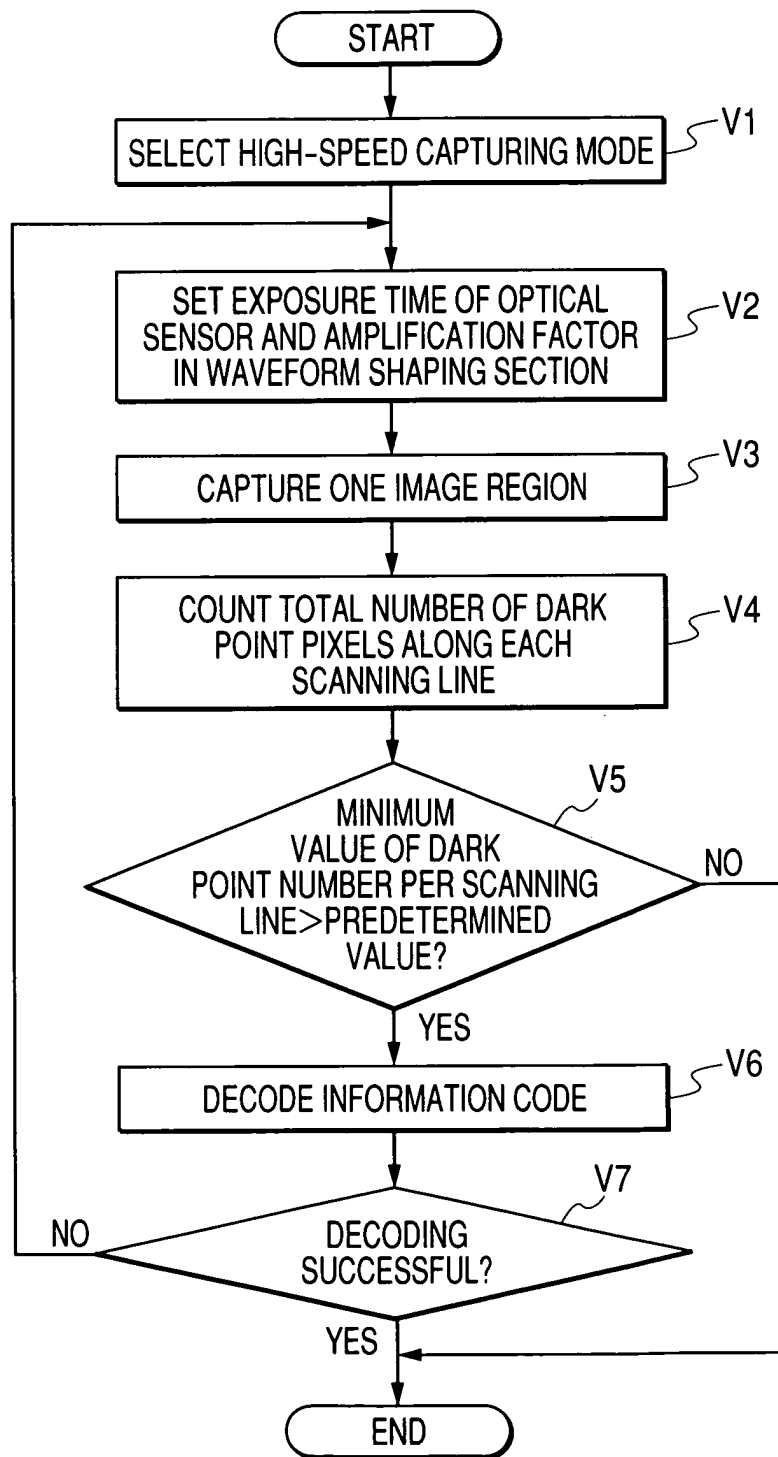 START
V1
SELECT HIGH-SPEED CAPTURING MODE
SET EXPOSURE TIME OF OPTICAL
SENSOR AND AMPLIFICATION FACTOR
IN WAVEFORM SHAPING SECTION
V2
V3
CAPTURE ONE IMAGE REGION
COUNT TOTAL NUMBER OF DARK
POINT PIXELS ALONG EACH
SCANNING LINE
V4
V5
MINIMUM
VALUE OF DARK
POINT NUMBER PER SCANNING
LINE>PREDETERMINED
VALUE?
NO
YES
V6
DECODE INFORMATION CODE
V7
NO
DECODING
SUCCESSFUL?
YES
END